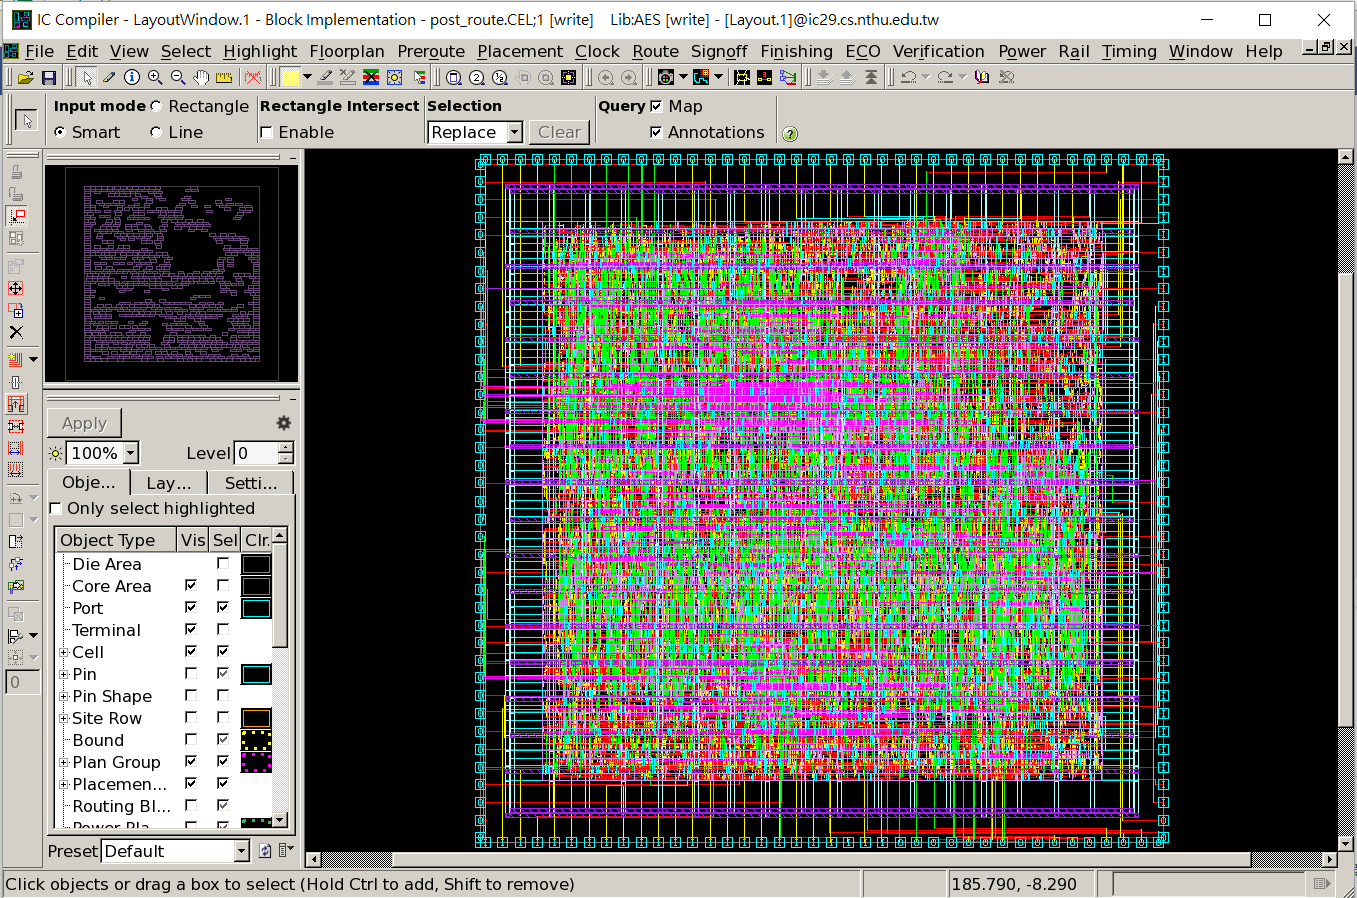 IC Compiler - LayoutWindow.1 - Block Implementation - post_route.CEL;1 [write]    Lib:AES [write] - [Layout.1]@ic29.cs.nthu.edu.tw
File Edit View Select Highlight Floorplan Preroute Placement Clock Route Signoff Finishing ECO Verification Power Rail Timing Window Help
Input mode Rectangle Rectangle Intersect Selection Query Map
Smart Line Enable Replace Clear Annotations
Apply
100% Level 0
Obje... Lay... Setti...
Only select highlighted
Object Type Vis Sel Clr.
Die Area
Core Area
Port
Terminal
Cell
Pin
Pin Shape
Site Row
0
Bound
Plan Group
Placemen...
Routing Bl...
Preset Default
Click objects or drag a box to select (Hold Ctrl to add, Shift to remove) 185.790, -8.290